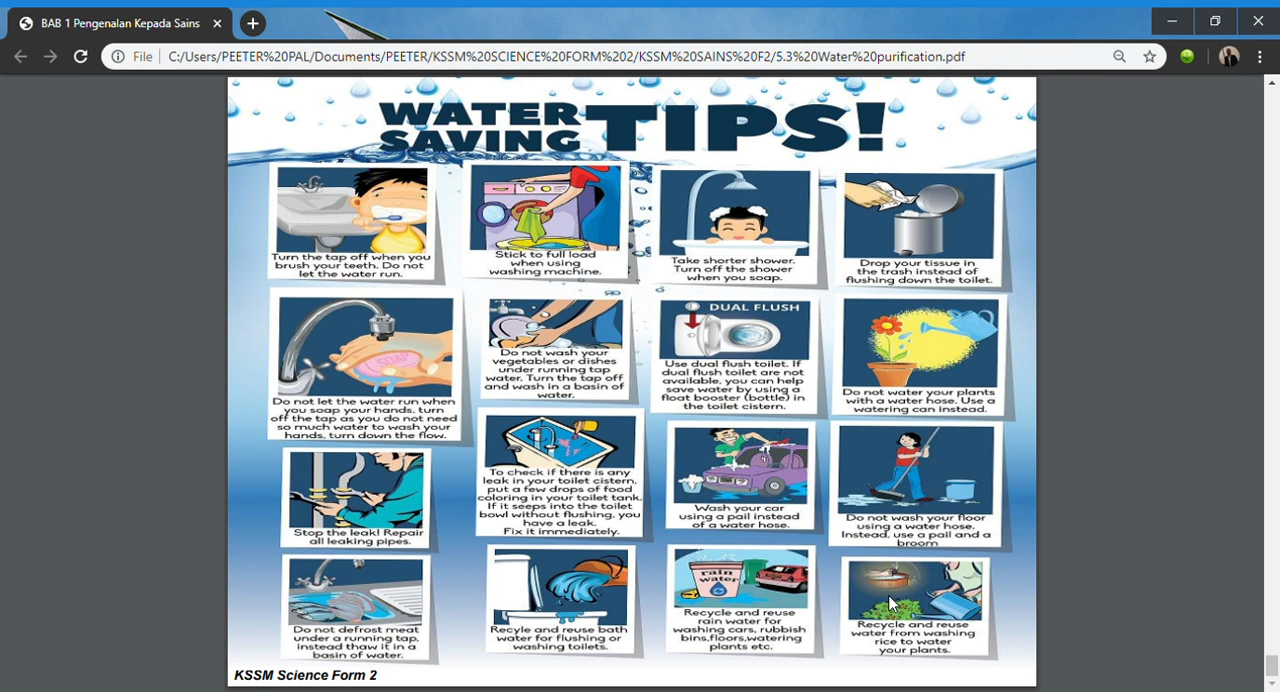 BAB 1 Pengenalan Kepada Sains
File
C:/Users/PEETER%20PAL/Documents/PEETER/KSSM%20SCIENCE%20FORM%202/KSSM%20SAINS%20F2/5.3%20Water%20purification.pdf
WATER
SAVING
TIPS!
Turn the tap off when you
brush your teeth. Do not
let the water run.
Stick to full load
when using
washing machine.
Take shorter shower.
Turn off the shower
when you soap.
Drop your tissue in
the trash instead of
flushing down the toilet.
SOAP
Do not let the water run when
you soap your hands, turn
off the tap as you do not need
so much water to wash your
hands, turn down the flow.
Do not wash your
vegetables or dishes
under running tap
water. Turn the tap off
and wash in a basin of
water.
DUAL FLUSH
Use dual flush toilet. If
dual flush toilet are not
available, you can help
save water by using a
float booster (bottle) in
the toilet cistern.
Do not water your plants
with a water hose. Use a
watering can instead.
Stop the leak! Repair
all leaking pipes.
To check if there is any
leak in your toilet cistern,
put a few drops of food
coloring in your toilet tank.
If it seeps into the toilet
bowl without flushing, you
have a leak.
Fix it immediately.
Wash your car
using a pail instead
of a water hose.
Do not wash your floor
using a water hose.
Instead, use a pail and a
broom
Do not defrost meat
under a running tap,
instead thaw it in a
basin of water.
Recyle and reuse bath
water for flushing or
washing toilets.
rain
water
Recycle and reuse
rain water for
washing cars, rubbish
bins,floors,watering
plants etc.
Recycle and reuse
water from washing
rice to water
your plants.
KSSM Science Form 2